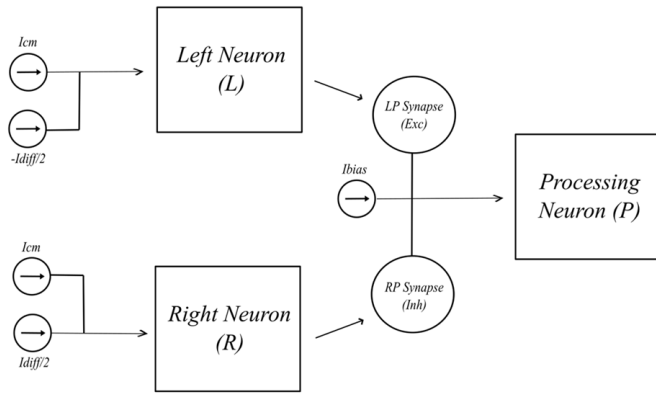 Icm
-Idiff/2
Left Neuron
(L)
LP Synapse
(Exc)
Ibias
Processing
Neuron (P)
Icm
Idiff/2
Right Neuron
(R)
RP Synapse
(Inh)